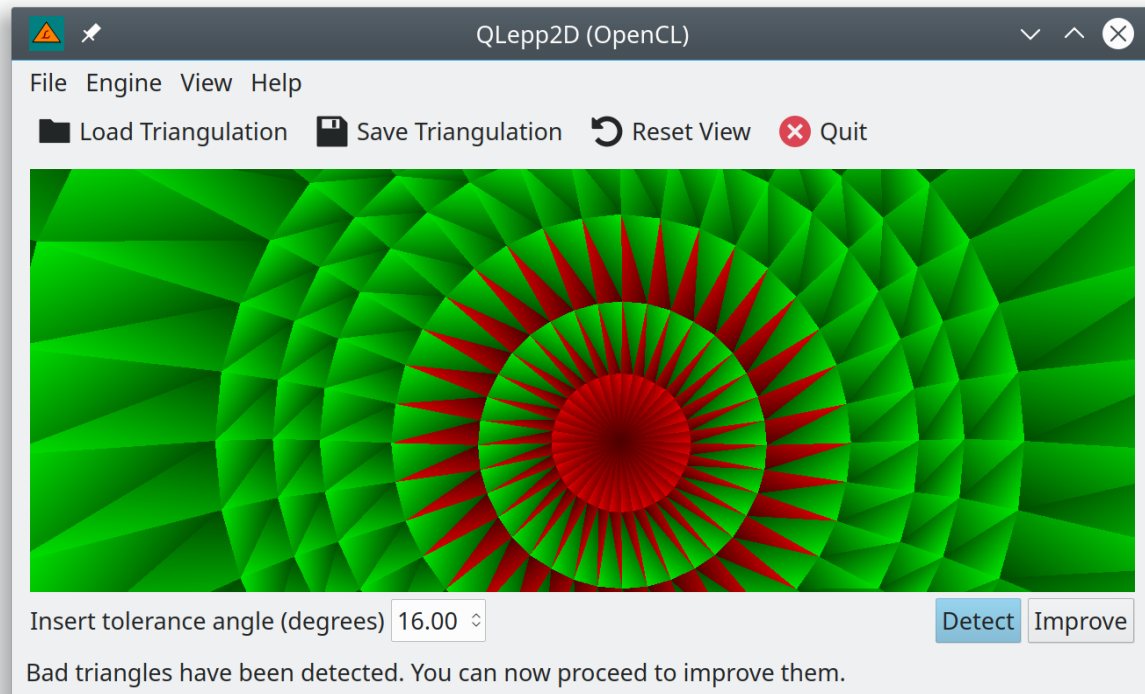 QLepp2D (OpenCL)
File Engine View Help
Load Triangulation Save Triangulation Reset View Quit
Insert tolerance angle (degrees) 16.00 Detect Improve
Bad triangles have been detected. You can now proceed to improve them.